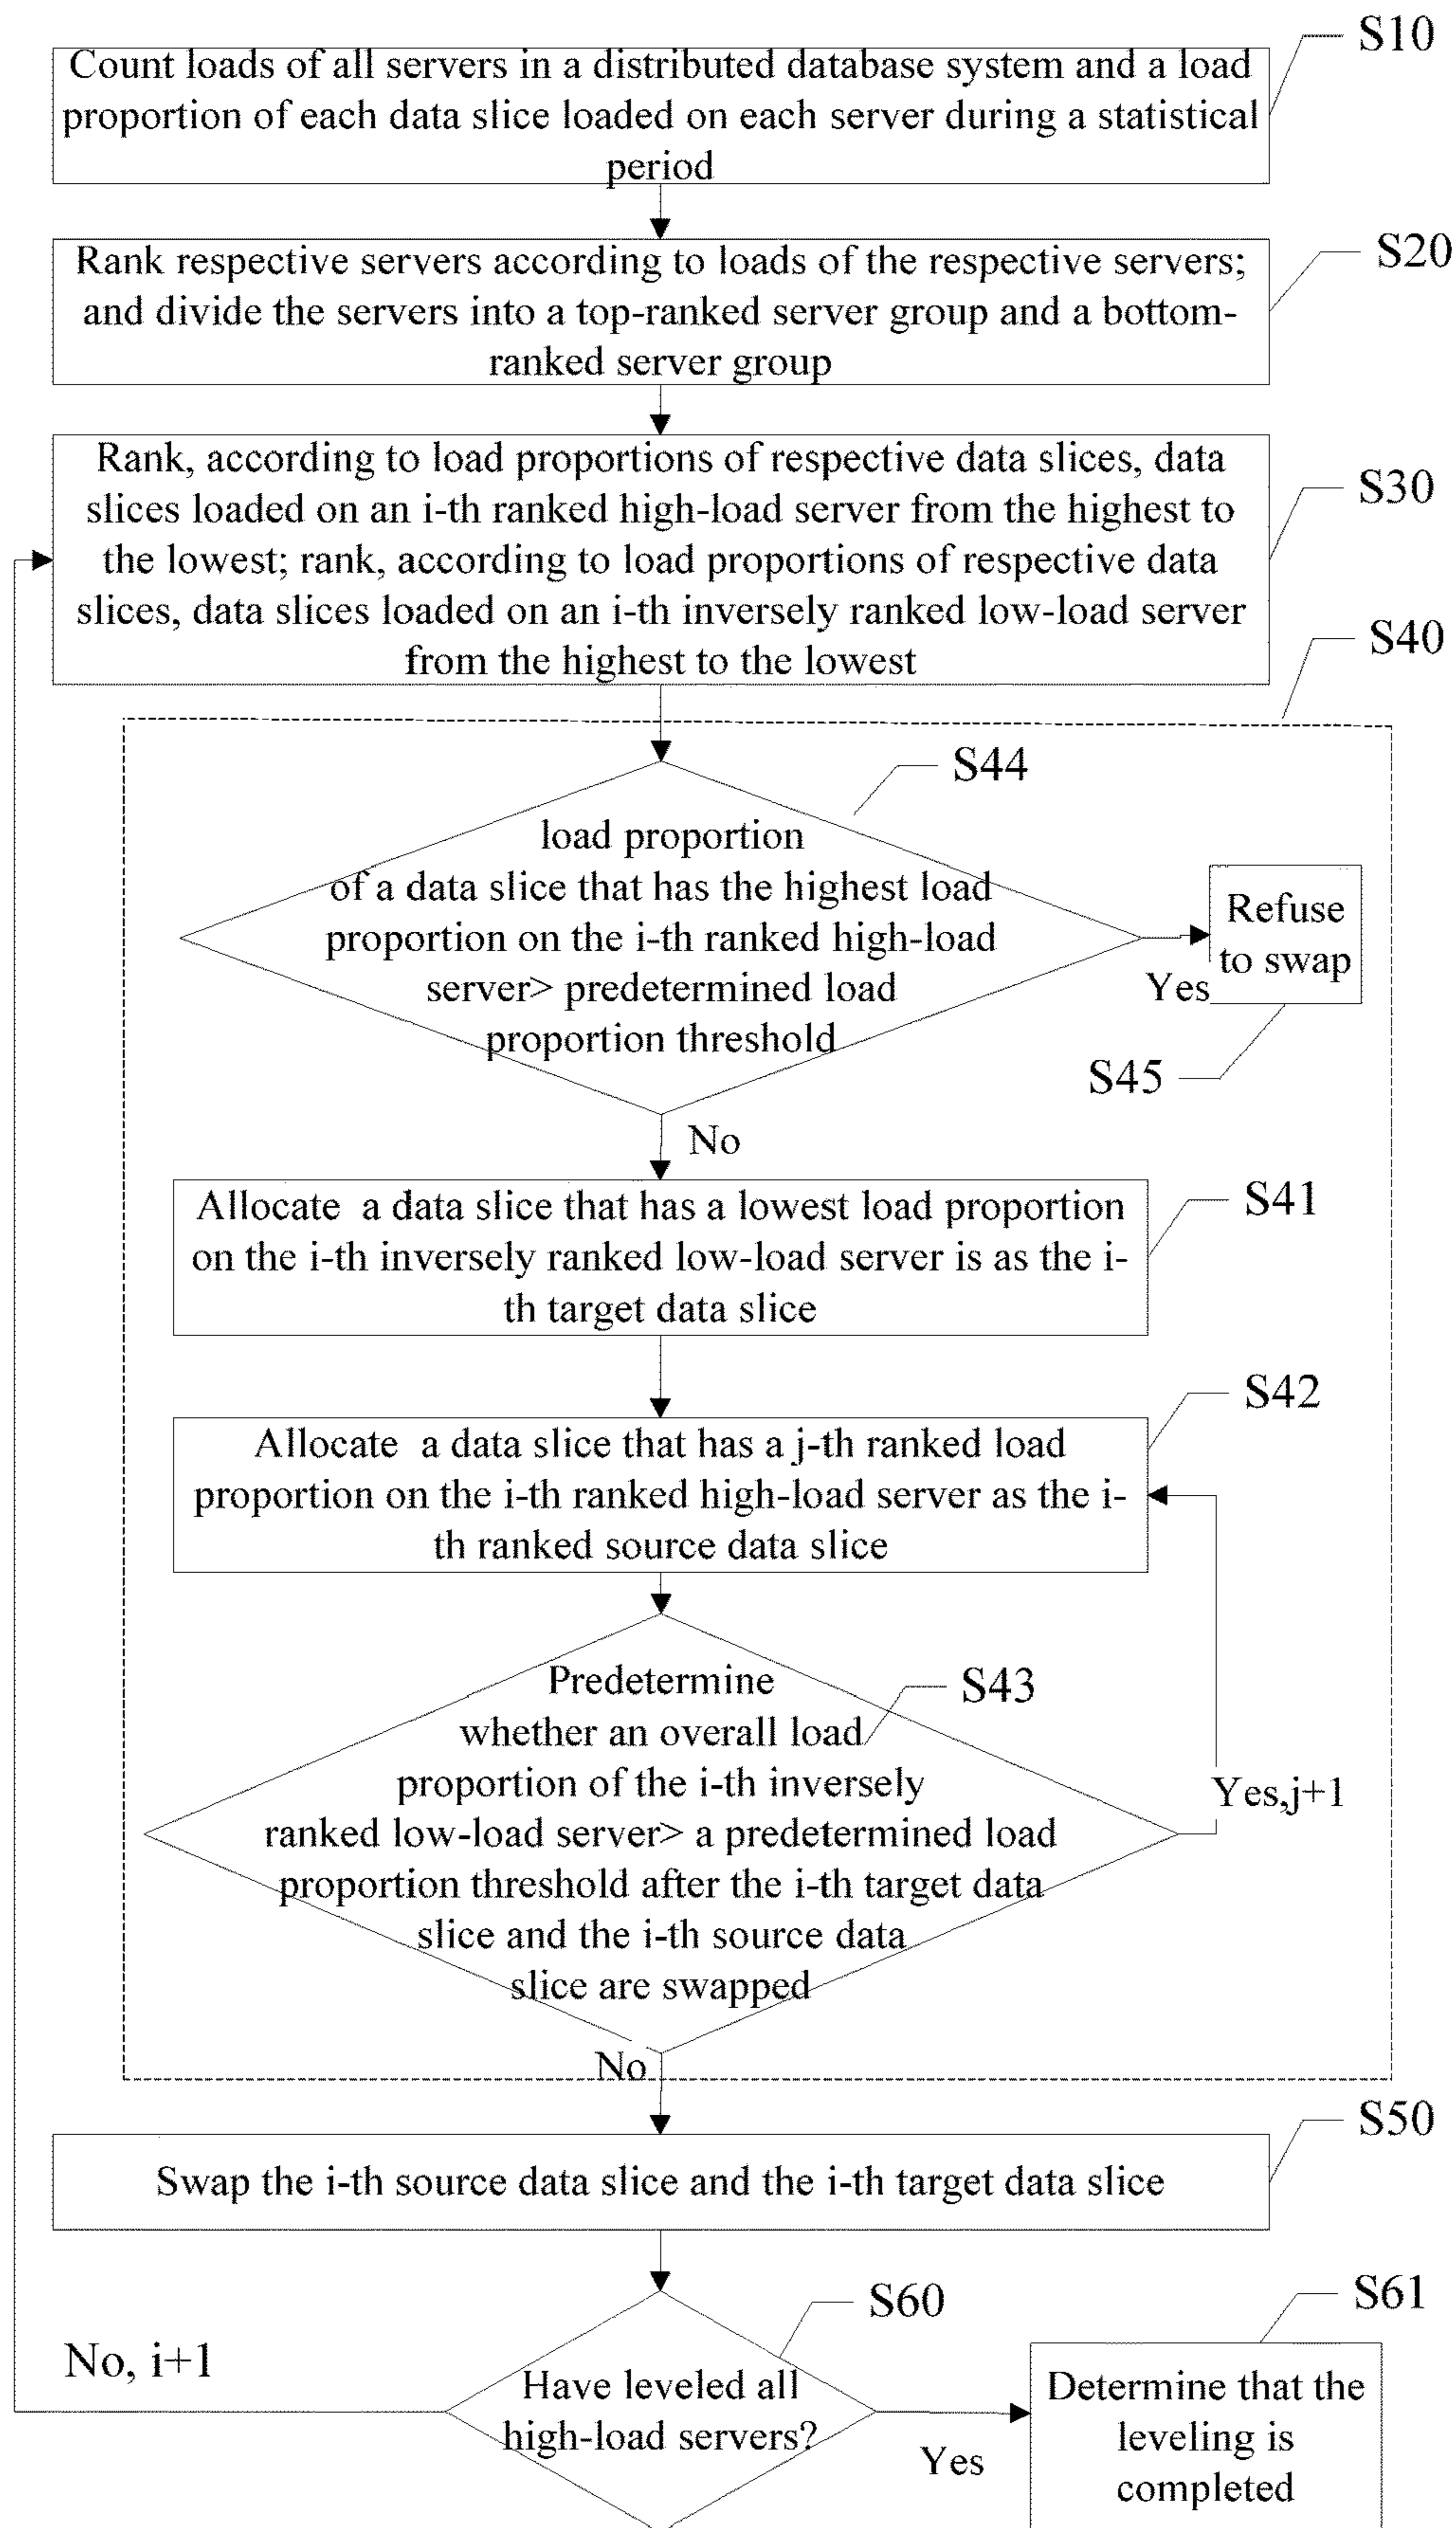 S10
Count loads of all servers in a distributed database system and a load
proportion of each data slice loaded on each server during a statistical
period
S20
Rank respective servers according to loads of the respective servers;
and divide the servers into a top-ranked server group and a bottom-
ranked server group
S30
Rank, according to load proportions of respective data slices, data
slices loaded on an i-th ranked high-load server from the highest to
the lowest; rank, according to load proportions of respective data
slices, data slices loaded on an i-th inversely ranked low-load server
from the highest to the lowest
S40
S44
load proportion
of a data slice that has the highest load
proportion on the i-th ranked high-load
server> predetermined load
proportion threshold
Yes
Refuse
to swap
S45
No
S41
Allocate a data slice that has a lowest load proportion
on the i-th inversely ranked low-load server is as the i-
th target data slice
S42
Allocate a data slice that has a j-th ranked load
proportion on the i-th ranked high-load server as the i-
th ranked source data slice
S43
Predetermine
whether an overall load
proportion of the i-th inversely
ranked low-load server> a predetermined load
proportion threshold after the i-th target data
slice and the i-th source data
slice are swapped
Yes,j+1
No
S50
Swap the i-th source data slice and the i-th target data slice
S60
Have leveled all
high-load servers?
No, i+1
Yes
S61
Determine that the
leveling is
completed